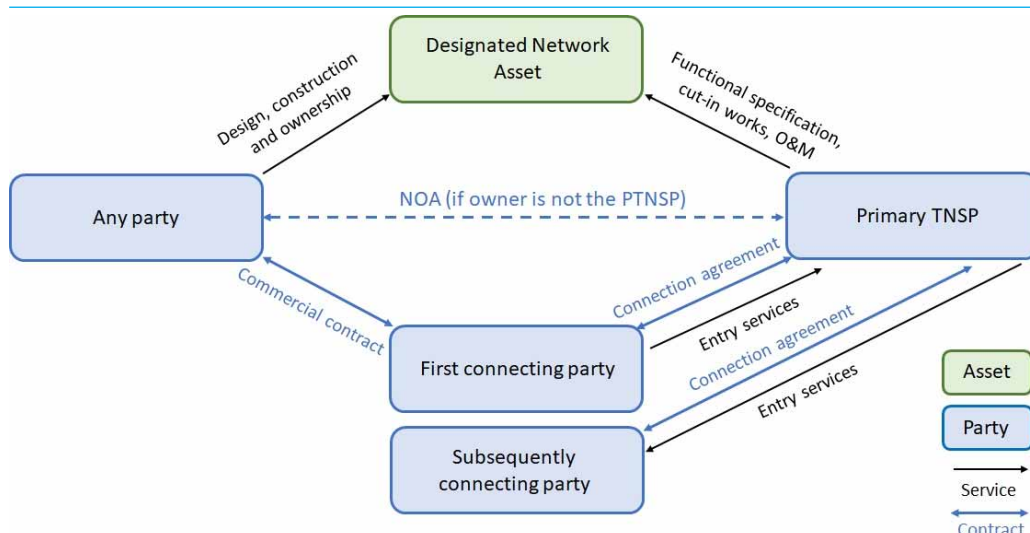 Designated Network
Asset
Design, construction
and ownership
Functional specification,
cut-in works, O&M
Any party
NOA (if owner is not the PTNSP)
Primary TNSP
Commercial contract
Connection agreement
Entry services
First connecting party
Connection agreement
Entry services
Subsequently
connecting party
Asset
Party
Service
Contract